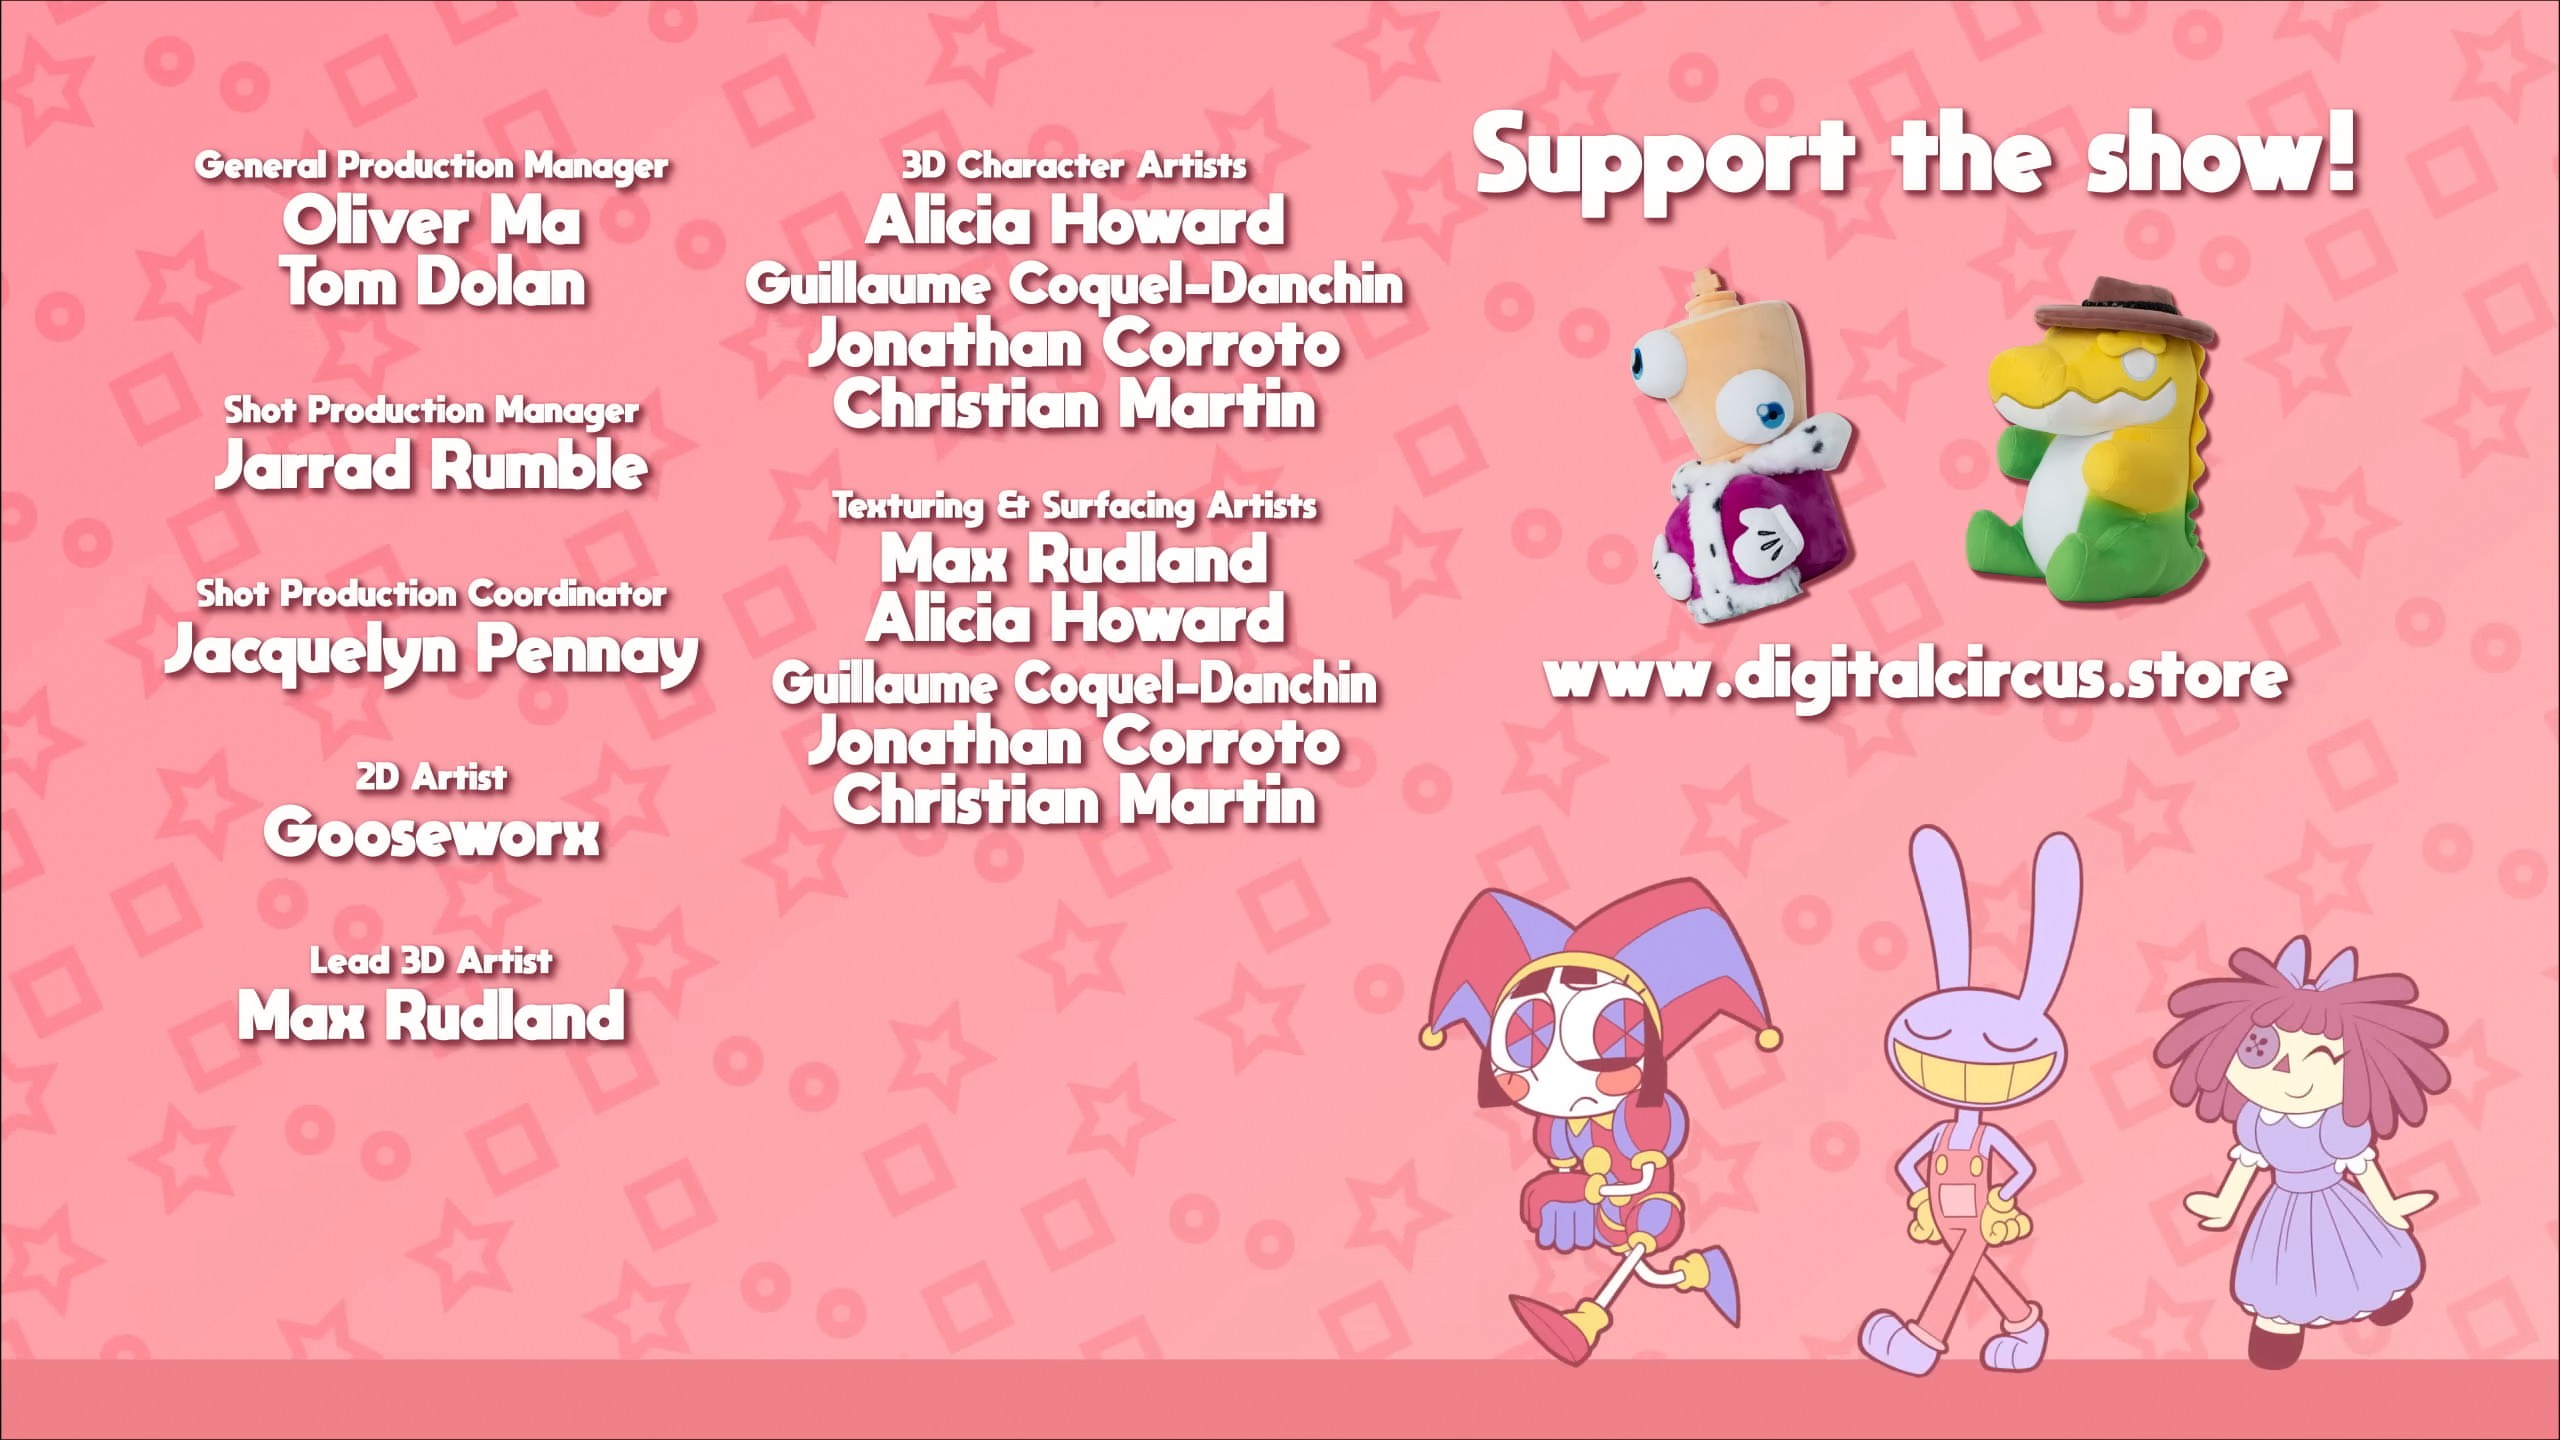 General Production Manager
Oliver Ma
Tom Dolan
Shot Production Manager
Jarrad Rumble
Shot Production Coordinator
Jacquelyn Pennay
2D Artist
Gooseworx
Lead 3D Artist
Max Rudland
3D Character Artists
Alicia Howard
Guillaume Coquel-Danchin
Jonathan Corroto
Christian Martin
Texturing & Surfacing Artists
Max Rudland
Alicia Howard
Guillaume Coquel-Danchin
Jonathan Corroto
Christian Martin
Support the show!
www.digitalcircus.store